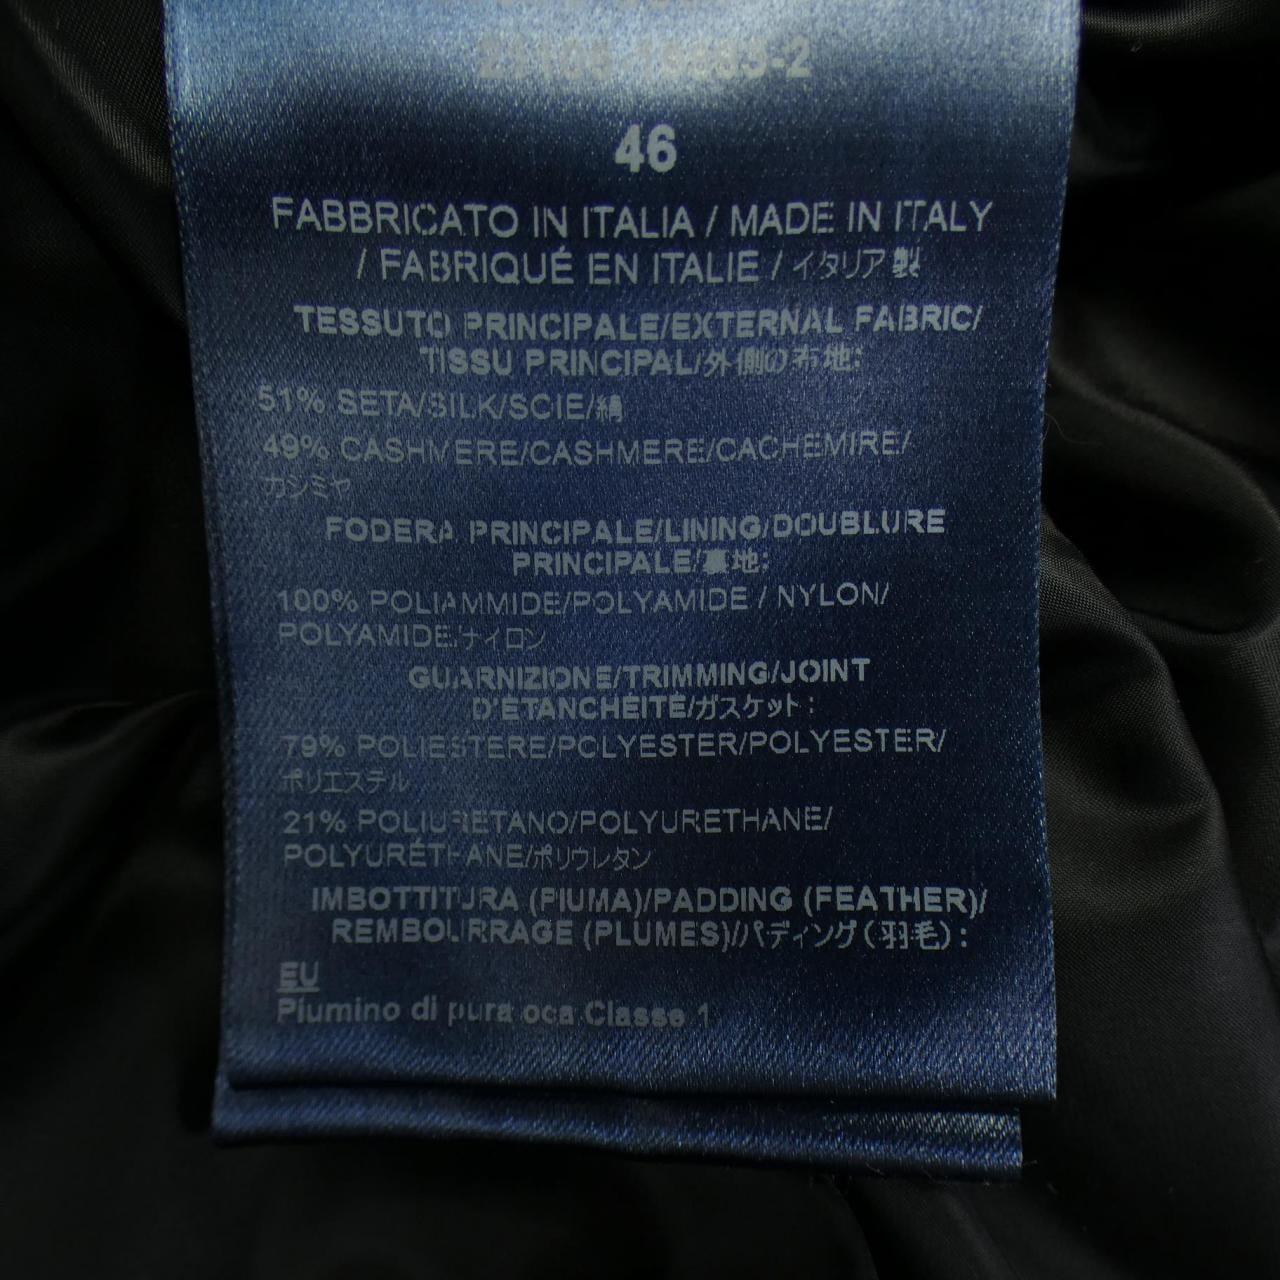 46
FABBRICATO IN ITALIA / MADE IN ITALY
/ FABRIQUÉ EN ITALIE / イタリア製
TESSUTO PRINCIPALE/EXTERNAL FABRIC/
TISSU PRINCIPAL/外側の布地:
51% SETA/SILK/SCIE/絹
49% CASHMERE/CASHMERE/CACHEMIRE/
カシミヤ
FODERA PRINCIPALE/LINING/DOUBLURE
PRINCIPALE/裏地:
100% POLIAMMIDE/POLYAMIDE / NYLON/
POLYAMIDE/ナイロン
GUARNIZIONE/TRIMMING/JOINT
D'ÉTANCHÉITÉ/ガスケット:
79% POLIESTERE/POLYESTER/POLYESTER/
ポリエステル
21% POLIURETANO/POLYURETHANE/
POLYURÉTHANE/ポリウレタン
IMBOTTITURA (PIUMA)/PADDING (FEATHER)/
REMBOURRAGE (PLUMES)/パディング(羽毛):
EU
Piumino di pura oca Classe 1